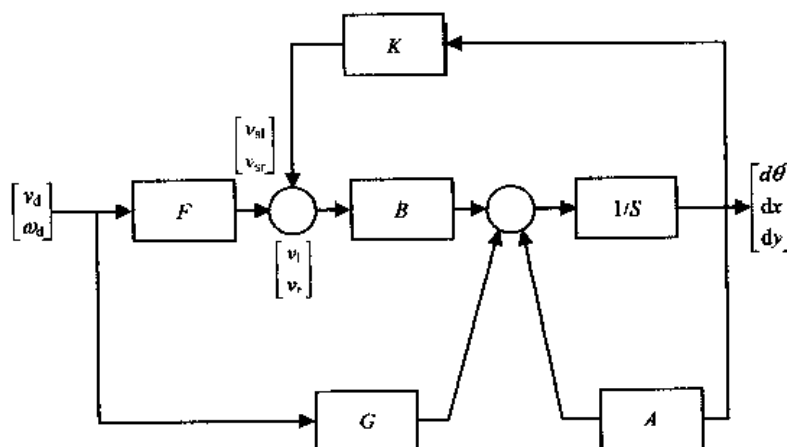 K
[v_sl
v_sr]
[v_d
ω_d]
F
B
1/S
[dθ
dx
dy]
[v_l
v_r]
G
A